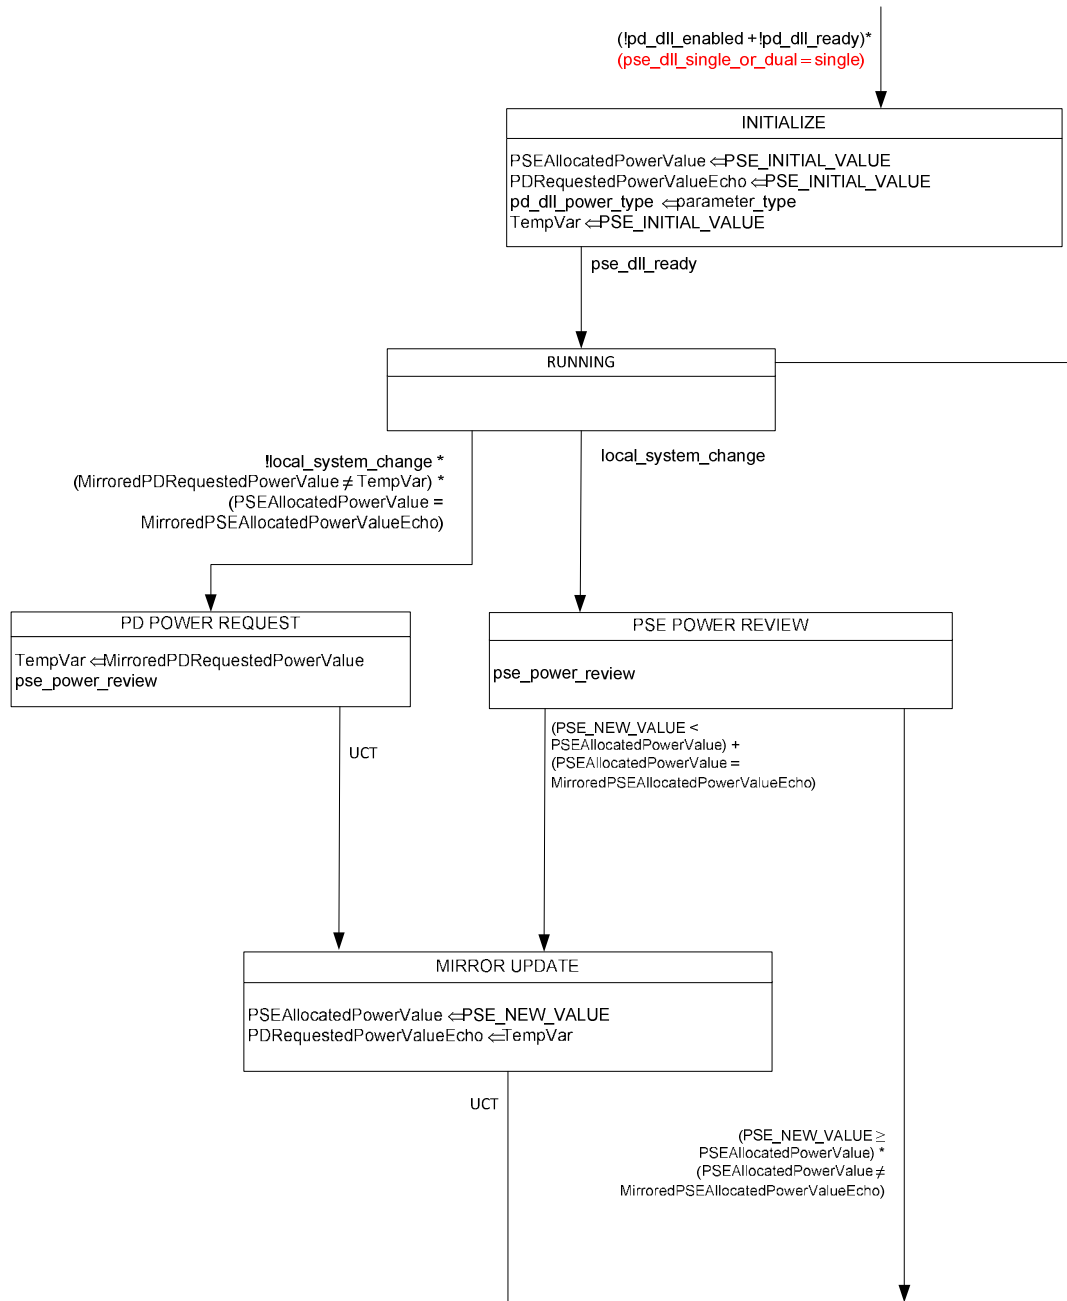 (!pd_dll_enabled + !pd_dll_ready)*
(pse_dll_single_or_dual = single)
INITIALIZE
PSEAllocatedPowerValue ⇐ PSE_INITIAL_VALUE
PDRequestedPowerValueEcho ⇐ PSE_INITIAL_VALUE
pd_dll_power_type ⇐ parameter_type
TempVar ⇐ PSE_INITIAL_VALUE
pse_dll_ready
RUNNING
!local_system_change *
(MirroredPDRequestedPowerValue ≠ TempVar) *
(PSEAllocatedPowerValue =
MirroredPSEAllocatedPowerValueEcho)
local_system_change
PD POWER REQUEST
TempVar ⇐ MirroredPDRequestedPowerValue
pse_power_review
PSE POWER REVIEW
pse_power_review
UCT
(PSE_NEW_VALUE <
PSEAllocatedPowerValue) +
(PSEAllocatedPowerValue =
MirroredPSEAllocatedPowerValueEcho)
MIRROR UPDATE
PSEAllocatedPowerValue ⇐ PSE_NEW_VALUE
PDRequestedPowerValueEcho ⇐ TempVar
UCT
(PSE_NEW_VALUE ≥
PSEAllocatedPowerValue) *
(PSEAllocatedPowerValue ≠
MirroredPSEAllocatedPowerValueEcho)